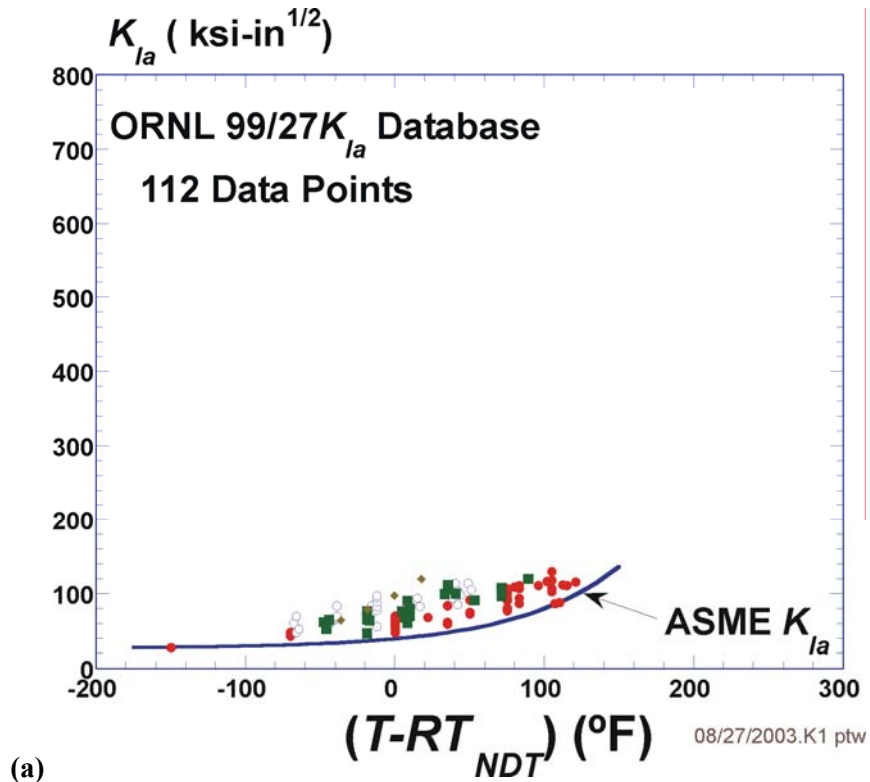 K_Ia ( ksi-in^1/2)
800
700
600
500
400
300
200
100
0
ORNL 99/27K_Ia Database
112 Data Points
ASME K_Ia
-200
-100
0
100
200
300
(T-RT_NDT) (ºF)
08/27/2003.K1 ptw
(a)